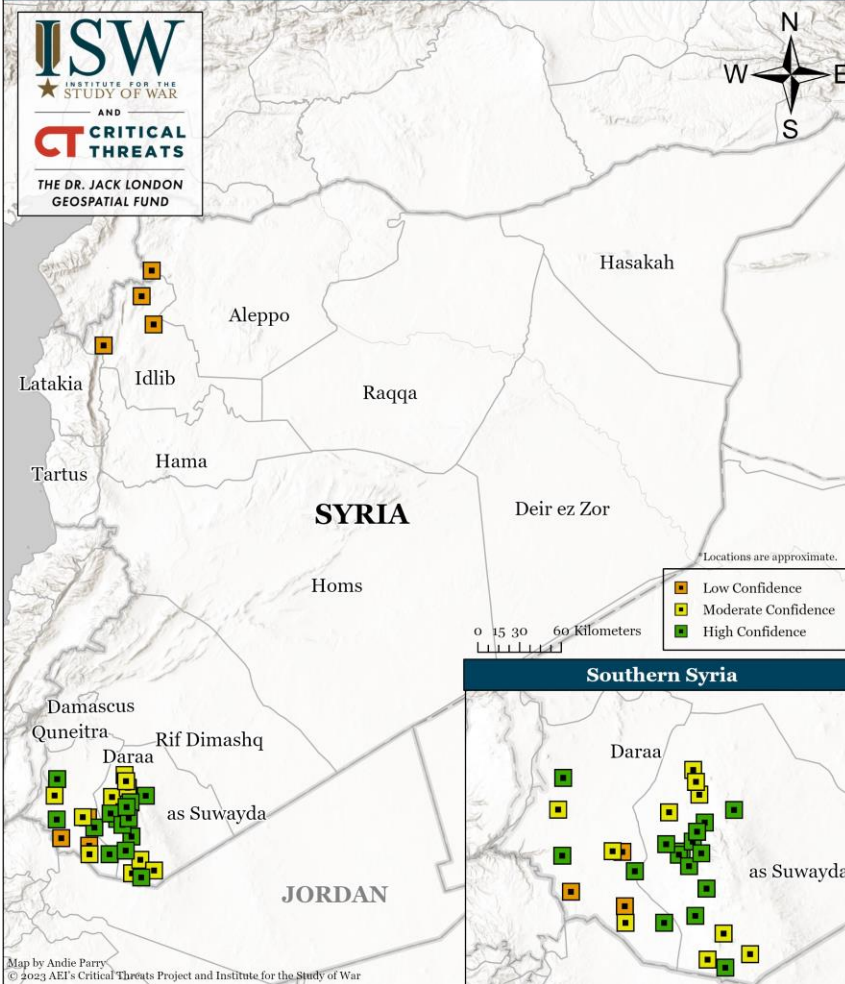 ISW
INSTITUTE FOR THE
STUDY OF WAR
AND
CT CRITICAL
THREATS
THE DR. JACK LONDON
GEOSPATIAL FUND
N
W E
S
Hasakah
Aleppo
Latakia
Idlib
Raqqa
Tartus
Hama
SYRIA
Deir ez Zor
Homs
*Locations are approximate.
Low Confidence
Moderate Confidence
High Confidence
0 15 30 60 Kilometers
Southern Syria
Damascus
Quneitra
Rif Dimashq
Daraa
as Suwayda
JORDAN
Daraa
as Suwayda
Map by Andie Parry
© 2023 AEI's Critical Threats Project and Institute for the Study of War